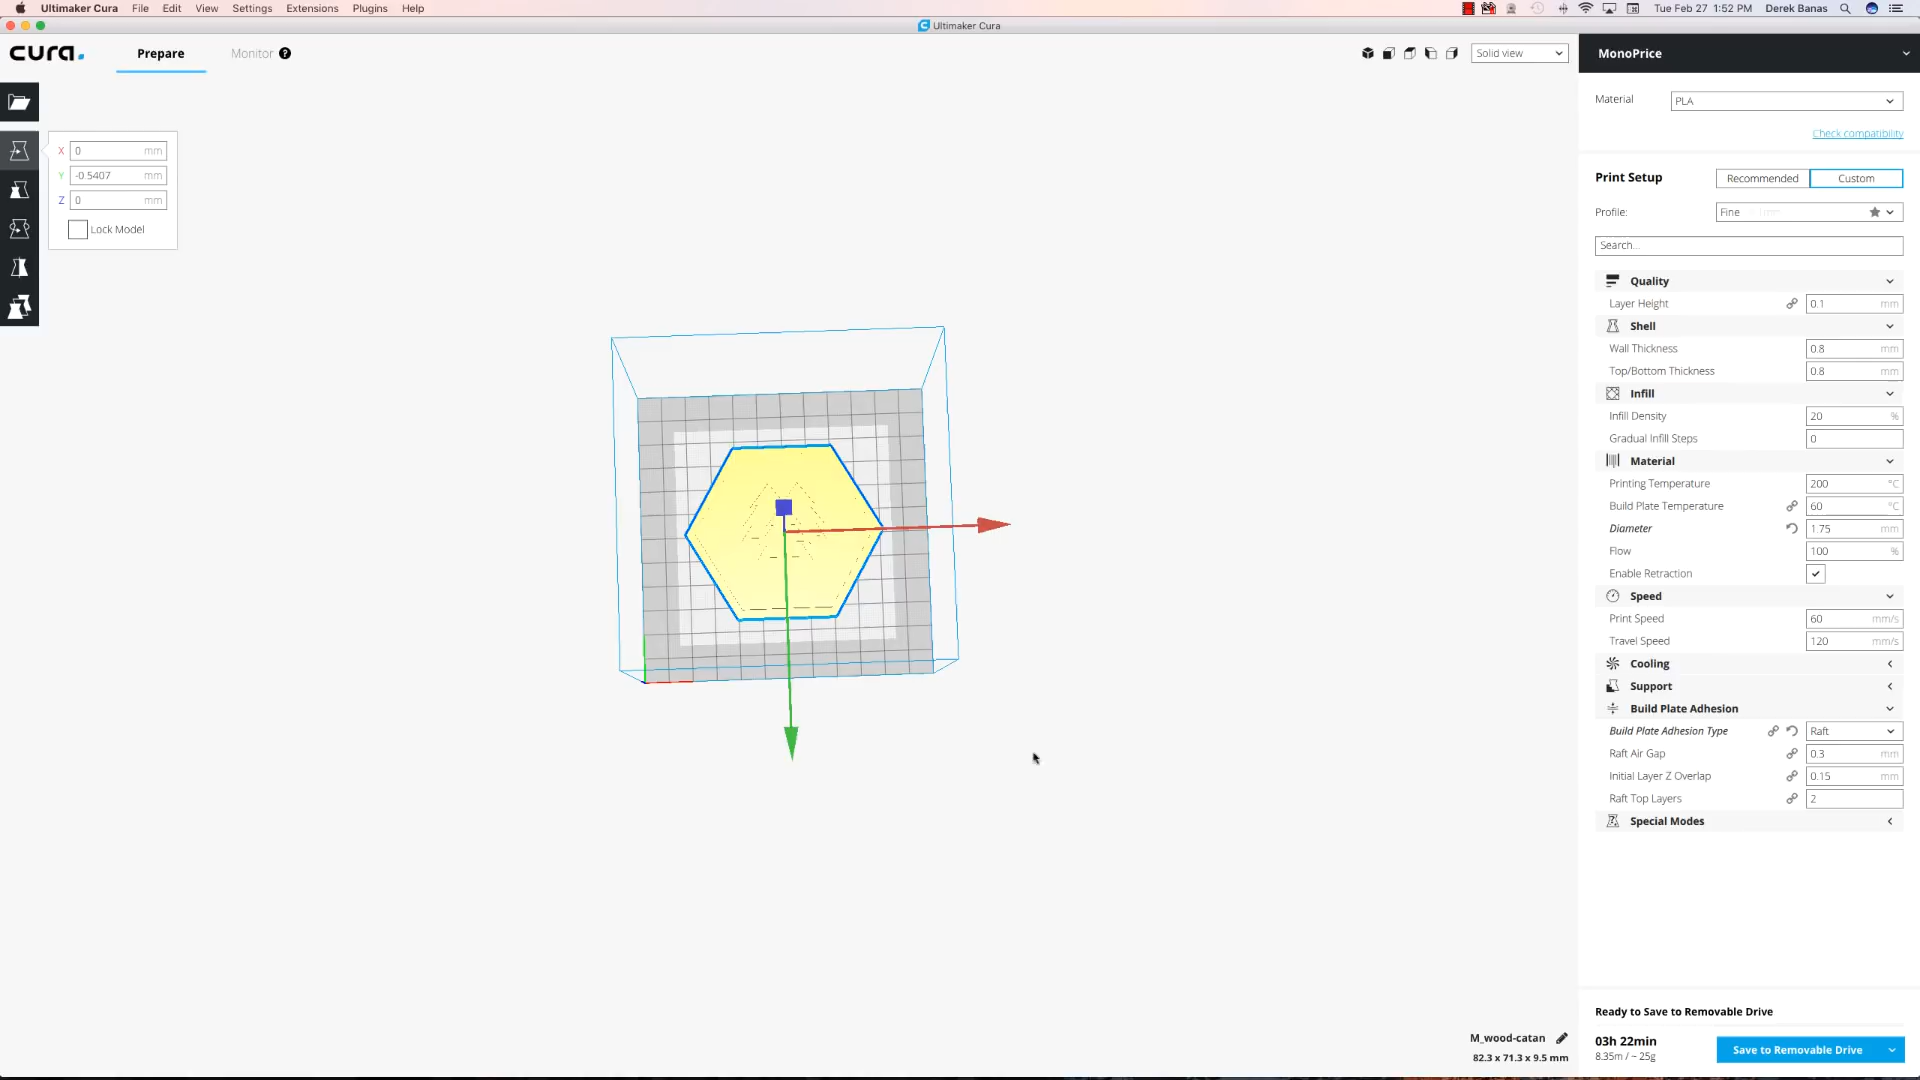 Ultimaker Cura File Edit View Settings Extensions Plugins Help Tue Feb 27 1:52 PM Derek Banas
Ultimaker Cura
cura. Prepare Monitor ? Solid view MonoPrice
Material PLA
Check compatibility
X 0 mm
Y -0.5407 mm
Z 0 mm
Lock Model
Print Setup Recommended Custom
Profile: Fine
Search...
Quality
Layer Height 0.1 mm
Shell
Wall Thickness 0.8 mm
Top/Bottom Thickness 0.8 mm
Infill
Infill Density 20 %
Gradual Infill Steps 0
Material
Printing Temperature 200 °C
Build Plate Temperature 60 °C
Diameter 1.75 mm
Flow 100 %
Enable Retraction
Speed
Print Speed 60 mm/s
Travel Speed 120 mm/s
Cooling
Support
Build Plate Adhesion
Build Plate Adhesion Type Raft
Raft Air Gap 0.3 mm
Initial Layer Z Overlap 0.15 mm
Raft Top Layers 2
Special Modes
Ready to Save to Removable Drive
M_wood-catan
82.3 x 71.3 x 9.5 mm
03h 22min
8.35m / ~ 25g
Save to Removable Drive